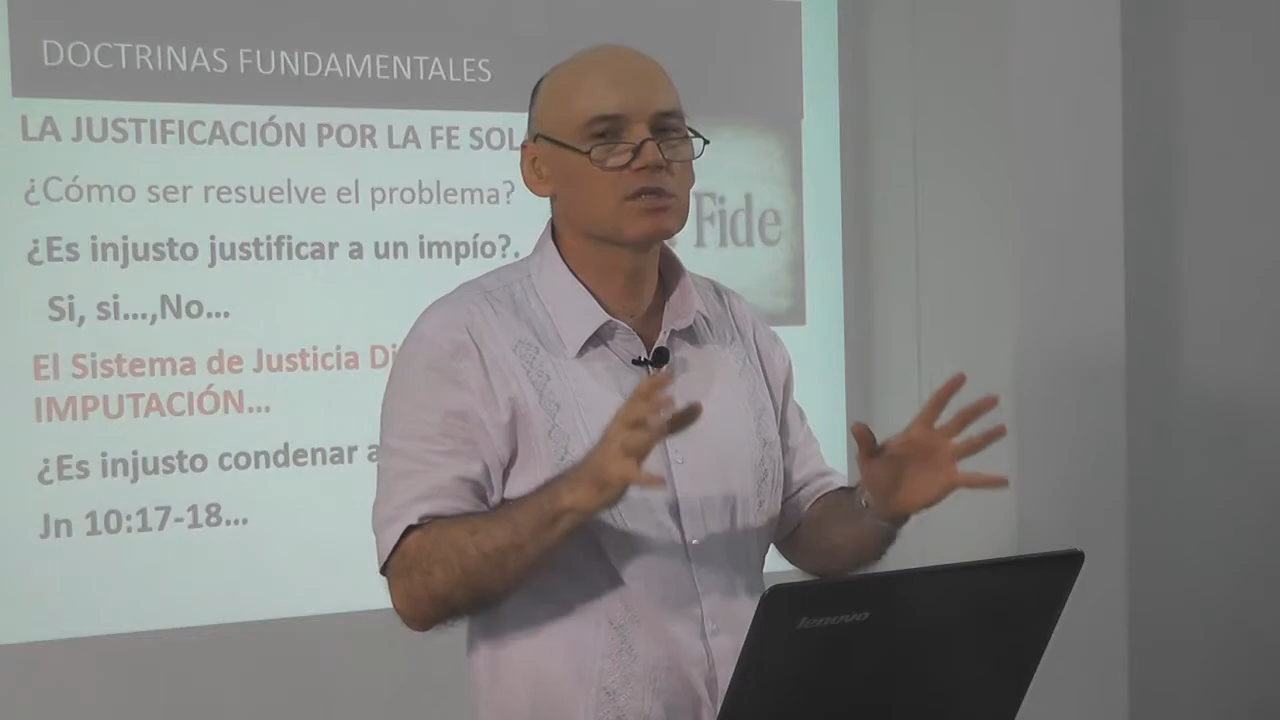 DOCTRINAS FUNDAMENTALES
LA JUSTIFICACIÓN POR LA FE SOL
¿Cómo ser resuelve el problema?
Fide
¿Es injusto justificar a un impío?.
Si, si...,No...
El Sistema de Justicia Di
IMPUTACIÓN...
¿Es injusto condenar a
Jn 10:17-18...
lenovo